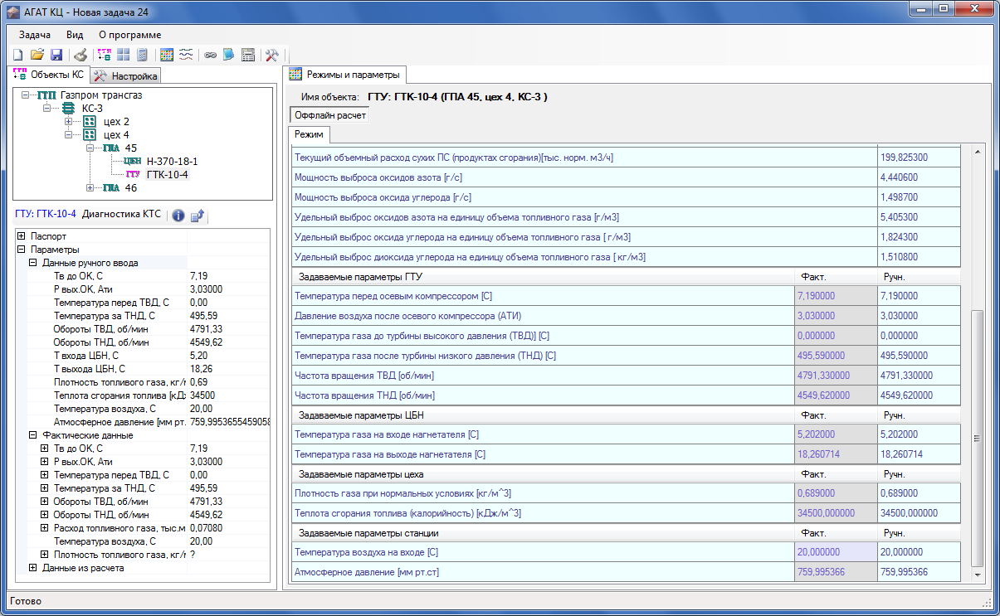 АГАТ КЦ - Новая задача 24
Задача Вид О программе
Объекты КС Настройка
Газпром трансгаз
КС-3
цех 2
цех 4
ГПА 45
ЦБН Н-370-18-1
ГТУ ГТК-10-4
ГПА 46
ГТУ: ГТК-10-4 Диагностика КТС
Паспорт
Параметры
Данные ручного ввода
Тв до ОК, С 7,19
Р вых.ОК, Ати 3,03000
Температура перед ТВД, С 0,00
Температура за ТНД, С 495,59
Обороты ТВД, об/мин 4791,33
Обороты ТНД, об/мин 4549,62
Т входа ЦБН, С 5,20
Т выхода ЦБН, С 18,26
Плотность топливого газа, кг/ 0,69
Теплота сгорания топлива [кД 34500
Температура воздуха, С 20,00
Атмосферное давление [мм рт. 759,9953655459058
Фактические данные
Тв до ОК, С 7,19
Р вых.ОК, Ати 3,03000
Температура перед ТВД, С 0,00
Температура за ТНД, С 495,59
Обороты ТВД, об/мин 4791,33
Обороты ТНД, об/мин 4549,62
Расход топливного газа, тыс.м 0,07080
Температура воздуха, С 20,00
Плотность топливого газа, кг/ ?
Данные из расчета
Режимы и параметры
Имя объекта: ГТУ: ГТК-10-4 (ГПА 45, цех 4, КС-3 )
Оффлайн расчет
Режим
Текущий объемный расход сухих ПС (продуктах сгорания)[тыс. норм. м3/ч] 199,825300
Мощность выброса оксидов азота [г/с] 4,440600
Мощность выброса оксида углерода [г/с] 1,498700
Удельный выброс оксидов азота на единицу объема топливного газа [г/м3] 5,405300
Удельный выброс оксида углерода на единицу объема топливного газа [ г/м3] 1,824300
Удельный выброс диоксида углерода на единицу объема топливного газа [ кг/м3] 1,510800
Задаваемые параметры ГТУ Факт. Ручн.
Температура перед осевым компрессором [С] 7,190000 7,190000
Давление воздуха после осевого компрессора (АТИ) 3,030000 3,030000
Температура газа до турбины высокого давления (ТВД)] [С] 0,000000 0,000000
Температура газа после турбины низкого давления (ТНД) [С] 495,590000 495,590000
Частота вращения ТВД [об/мин] 4791,330000 4791,330000
Частота вращения ТНД [об/мин] 4549,620000 4549,620000
Задаваемые параметры ЦБН Факт. Ручн.
Температура газа на входе нагнетателя [С] 5,202000 5,202000
Температура газа на выходе нагнетателя [С] 18,260714 18,260714
Задаваемые параметры цеха Факт. Ручн.
Плотность газа при нормальных условиях [кг/м^3] 0,689000 0,689000
Теплота сгорания топлива (калорийность) [кДж/м^3] 34500,000000 34500,000000
Задаваемые параметры станции Факт. Ручн.
Температура воздуха на входе [С] 20,000000 20,000000
Атмосферное давление [мм рт.ст] 759,995366 759,995366
Готово